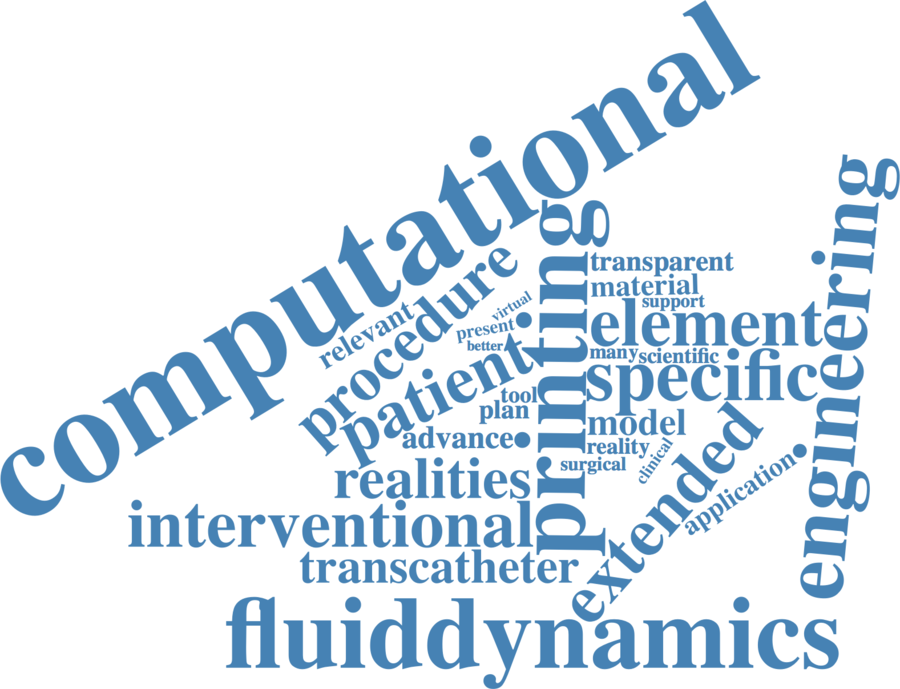 computational
engineering
printing
procedure
transparent
material
virtual
support
relevant
present
element
better
patient
many
scientific
specific
tool
plan
model
advance
reality
clinical
surgical
extended
application
realities
interventional
transcatheter
fluiddynamics